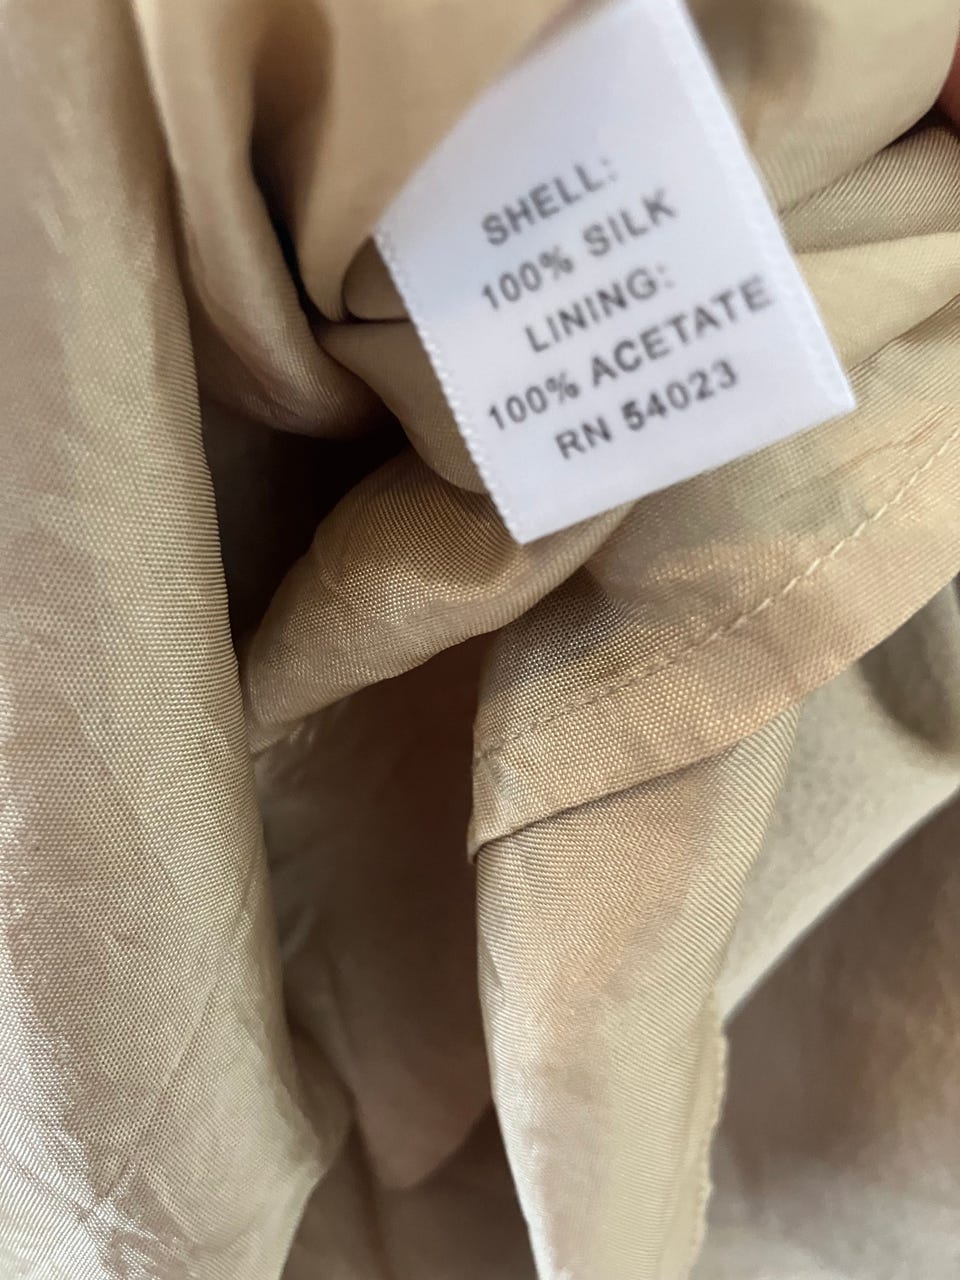 SHELL:
100% SILK
LINING:
100% ACETATE
RN 54023